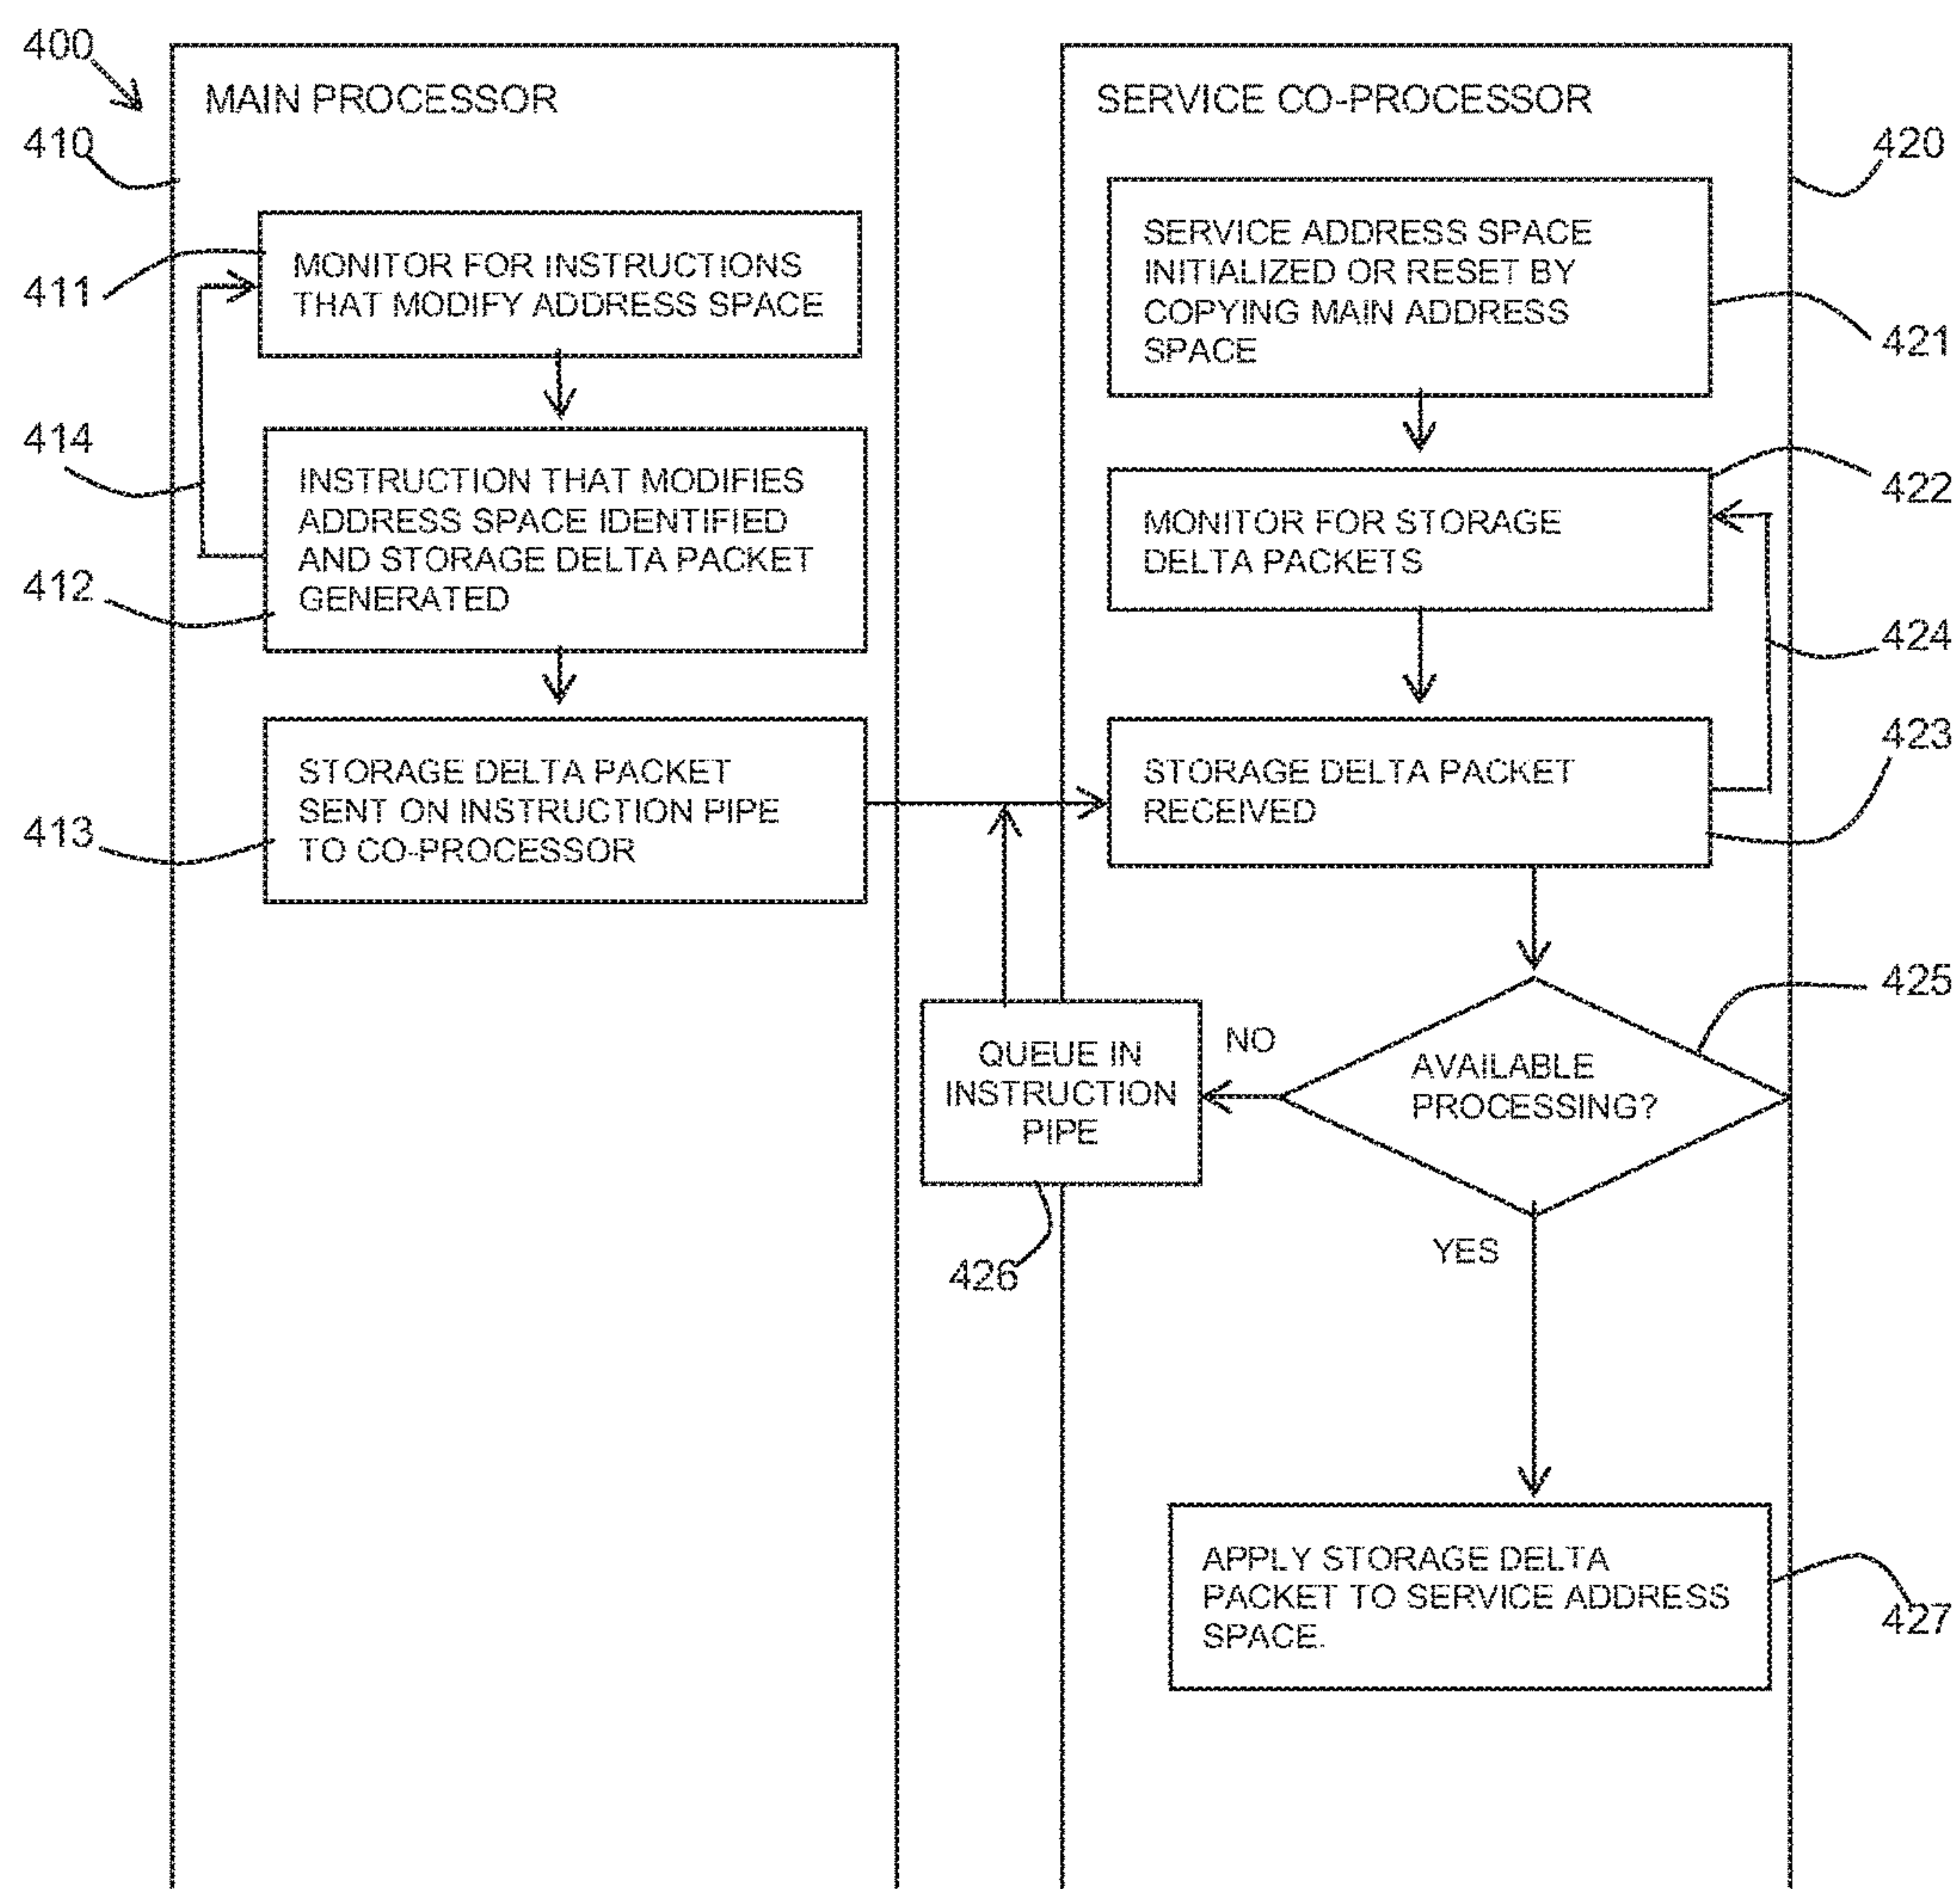 400
MAIN PROCESSOR
410
411
MONITOR FOR INSTRUCTIONS
THAT MODIFY ADDRESS SPACE
414
INSTRUCTION THAT MODIFIES
ADDRESS SPACE IDENTIFIED
AND STORAGE DELTA PACKET
GENERATED
412
STORAGE DELTA PACKET
SENT ON INSTRUCTION PIPE
TO CO-PROCESSOR
413
SERVICE CO-PROCESSOR
420
SERVICE ADDRESS SPACE
INITIALIZED OR RESET BY
COPYING MAIN ADDRESS
SPACE
421
422
MONITOR FOR STORAGE
DELTA PACKETS
424
423
STORAGE DELTA PACKET
RECEIVED
425
AVAILABLE
PROCESSING?
NO
QUEUE IN
INSTRUCTION
PIPE
426
YES
APPLY STORAGE DELTA
PACKET TO SERVICE ADDRESS
SPACE.
427